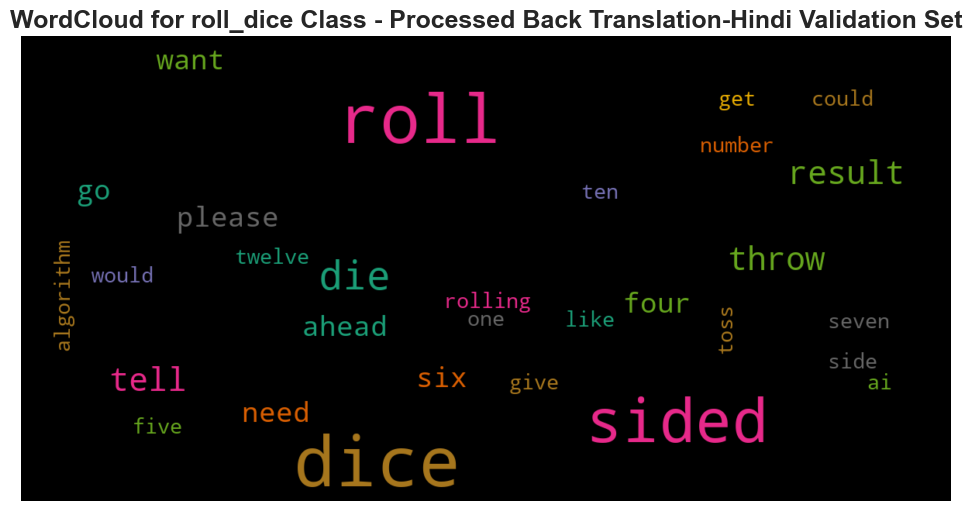 WordCloud for roll_dice Class - Processed Back Translation-Hindi Validation Set
want
roll
get
could
number
result
go
ten
please
algorithm
would
twelve
die
throw
rolling
four
one
like
toss
seven
ahead
side
tell
six
give
ai
need
five
sided
dice